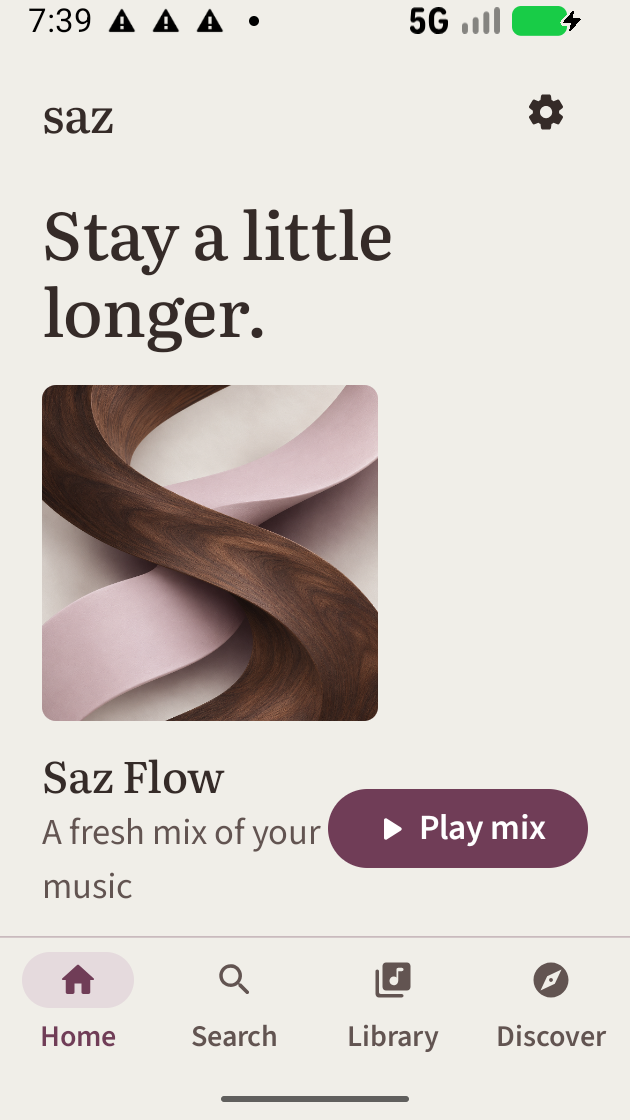 7:39
5G
saz
Stay a little
longer.
Saz Flow
A fresh mix of your
music
Play mix
Home
Search
Library
Discover